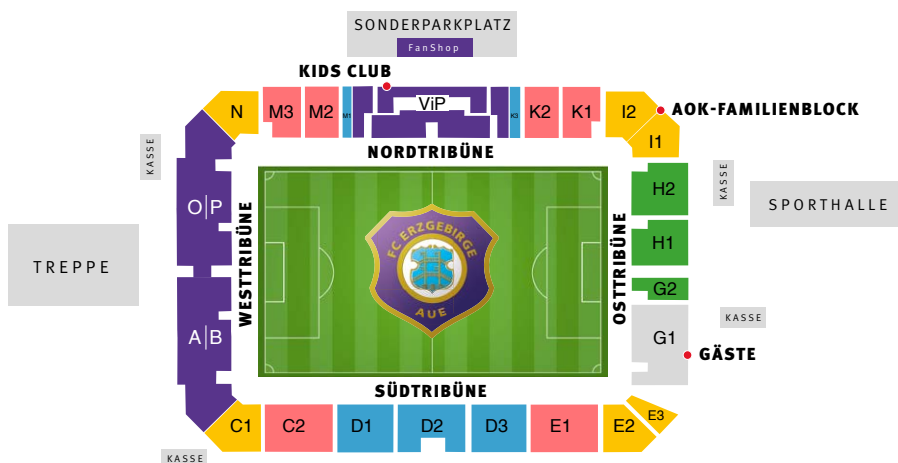 SONDERPARKPLATZ
FanShop
KIDS CLUB
ViP
N
M3
M2
M1
K3
K2
K1
I2
I1
AOK-FAMILIENBLOCK
NORDTRIBÜNE
KASSE
KASSE
H2
SPORTHALLE
O|P
WESTTRIBÜNE
FC ERZGEBIRGE
AUE
OSTTRIBÜNE
H1
TREPPE
G2
KASSE
A|B
G1
GÄSTE
SÜDTRIBÜNE
C1
C2
D1
D2
D3
E1
E2
E3
KASSE